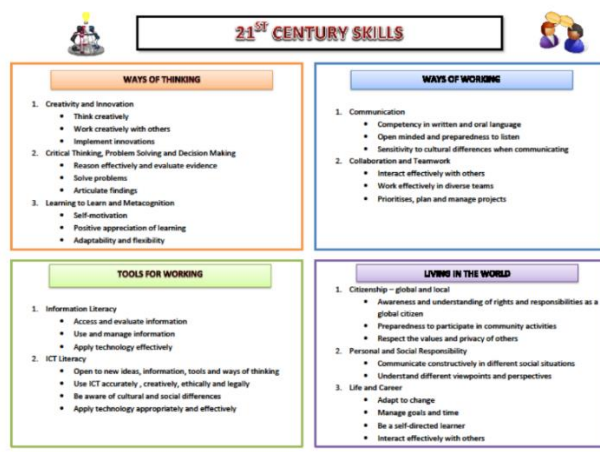 21ST CENTURY SKILLS
WAYS OF THINKING
1. Creativity and Innovation
• Think creatively
• Work creatively with others
• Implement innovations
2. Critical Thinking, Problem Solving and Decision Making
• Reason effectively and evaluate evidence
• Solve problems
• Articulate findings
3. Learning to Learn and Metacognition
• Self-motivation
• Positive appreciation of learning
• Adaptability and flexibility
WAYS OF WORKING
1. Communication
• Competency in written and oral language
• Open minded and preparedness to listen
• Sensitivity to cultural differences when communicating
2. Collaboration and Teamwork
• Interact effectively with others
• Work effectively in diverse teams
• Prioritises, plan and manage projects
TOOLS FOR WORKING
1. Information Literacy
• Access and evaluate information
• Use and manage information
• Apply technology effectively
2. ICT Literacy
• Open to new ideas, information, tools and ways of thinking
• Use ICT accurately , creatively, ethically and legally
• Be aware of cultural and social differences
• Apply technology appropriately and effectively
LIVING IN THE WORLD
1. Citizenship – global and local
• Awareness and understanding of rights and responsibilities as a
global citizen
• Preparedness to participate in community activities
• Respect the values and privacy of others
2. Personal and Social Responsibility
• Communicate constructively in different social situations
• Understand different viewpoints and perspectives
3. Life and Career
• Adapt to change
• Manage goals and time
• Be a self-directed learner
• Interact effectively with others